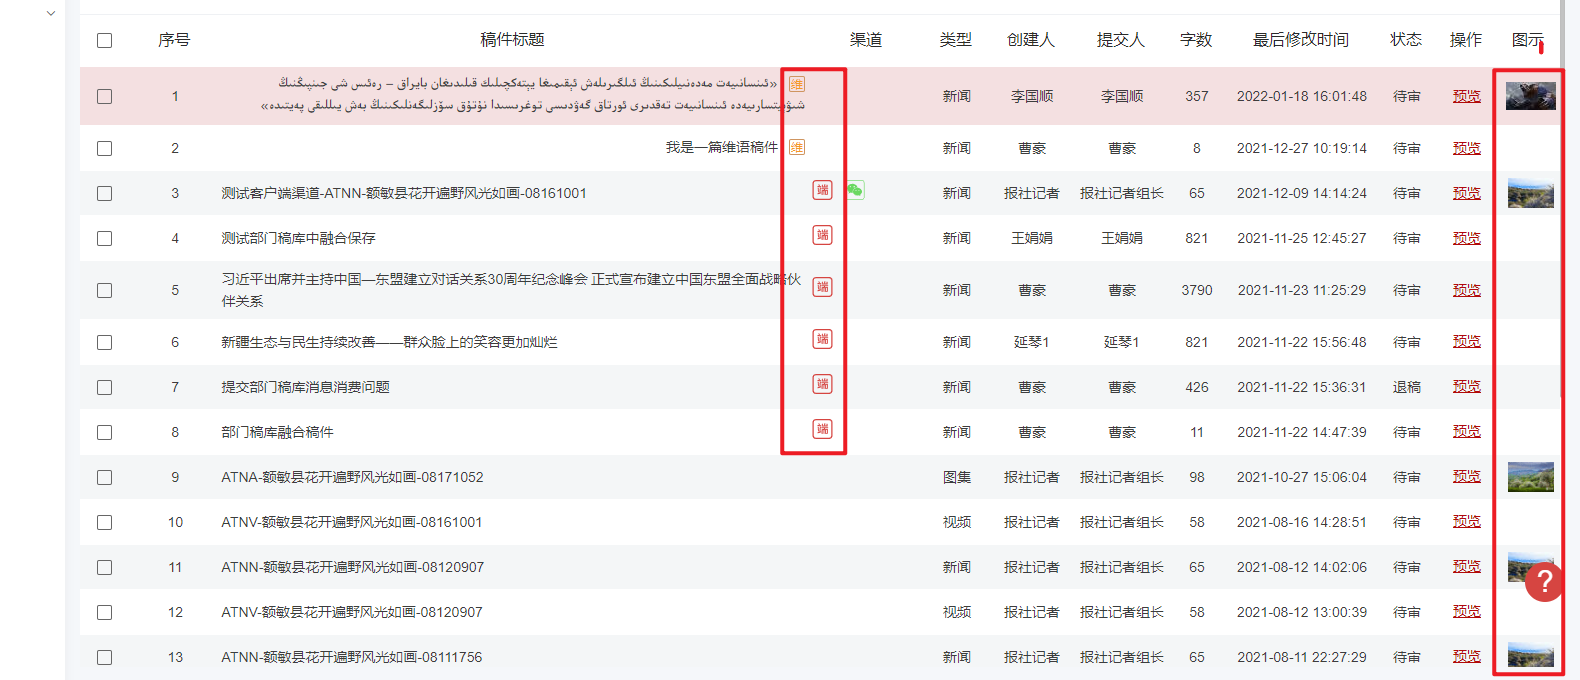 序号 稿件标题 渠道 类型 创建人 提交人 字数 最后修改时间 状态 操作 图示
1 «ئىنسانىيەت مەدەنىيلىكىنىڭ ئىلگىرىلەش ئېقىمىغا يېتەكچىلىك قىلىدىغان بايراق – رەئىس شى جىنپىڭنىڭ 维 新闻 李国顺 李国顺 357 2022-01-18 16:01:48 待审 预览
شىۋېيتسارىيەدە ئىنسانىيەت تەقدىرى ئورتاق گەۋدىسى توغرىسىدا نۇتۇق سۆزلىگەنلىكىنىڭ بەش يىللىقى پەيتىدە»
2 我是一篇维语稿件 维 新闻 曹豪 曹豪 8 2021-12-27 10:19:14 待审 预览
3 测试客户端渠道-ATNN-额敏县花开遍野风光如画-08161001 端 新闻 报社记者 报社记者组长 65 2021-12-09 14:14:24 待审 预览
4 测试部门稿库中融合保存 端 新闻 王娟娟 王娟娟 821 2021-11-25 12:45:27 待审 预览
5 习近平出席并主持中国—东盟建立对话关系30周年纪念峰会 正式宣布建立中国东盟全面战略伙 端 新闻 曹豪 曹豪 3790 2021-11-23 11:25:29 待审 预览
伴关系
6 新疆生态与民生持续改善——群众脸上的笑容更加灿烂 端 新闻 延琴1 延琴1 821 2021-11-22 15:56:48 待审 预览
7 提交部门稿库消息消费问题 端 新闻 曹豪 曹豪 426 2021-11-22 15:36:31 退稿 预览
8 部门稿库融合稿件 端 新闻 曹豪 曹豪 11 2021-11-22 14:47:39 待审 预览
9 ATNA-额敏县花开遍野风光如画-08171052 图集 报社记者 报社记者组长 98 2021-10-27 15:06:04 待审 预览
10 ATNV-额敏县花开遍野风光如画-08161001 视频 报社记者 报社记者组长 58 2021-08-16 14:28:51 待审 预览
11 ATNN-额敏县花开遍野风光如画-08120907 新闻 报社记者 报社记者组长 65 2021-08-12 14:02:06 待审 预览
?
12 ATNV-额敏县花开遍野风光如画-08120907 视频 报社记者 报社记者组长 58 2021-08-12 13:00:39 待审 预览
13 ATNN-额敏县花开遍野风光如画-08111756 新闻 报社记者 报社记者组长 65 2021-08-11 22:27:29 待审 预览